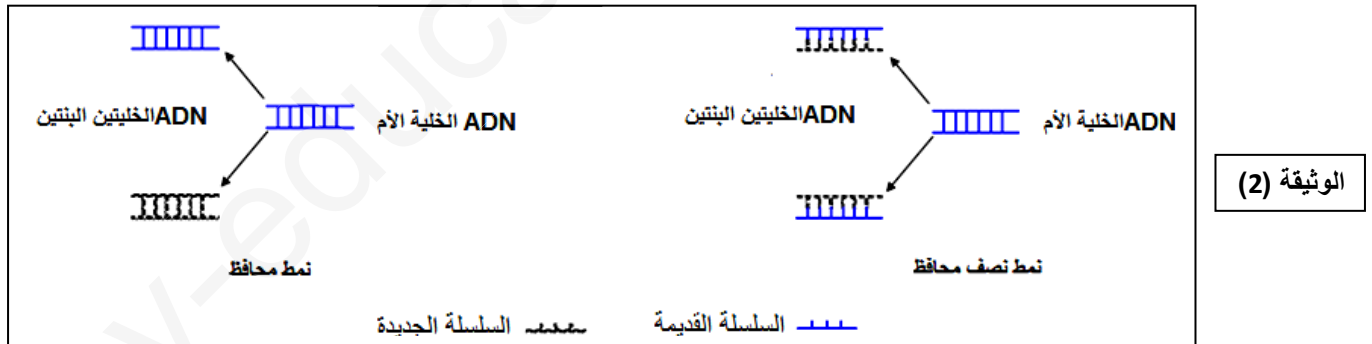 الوثيقة (2)
ADNالخلية الأم
ADNالخليتين البنتين
نمط نصف محافظ
ADN الخلية الأم
ADNالخليتين البنتين
نمط محافظ
السلسلة القديمة
السلسلة الجديدة
y-educa